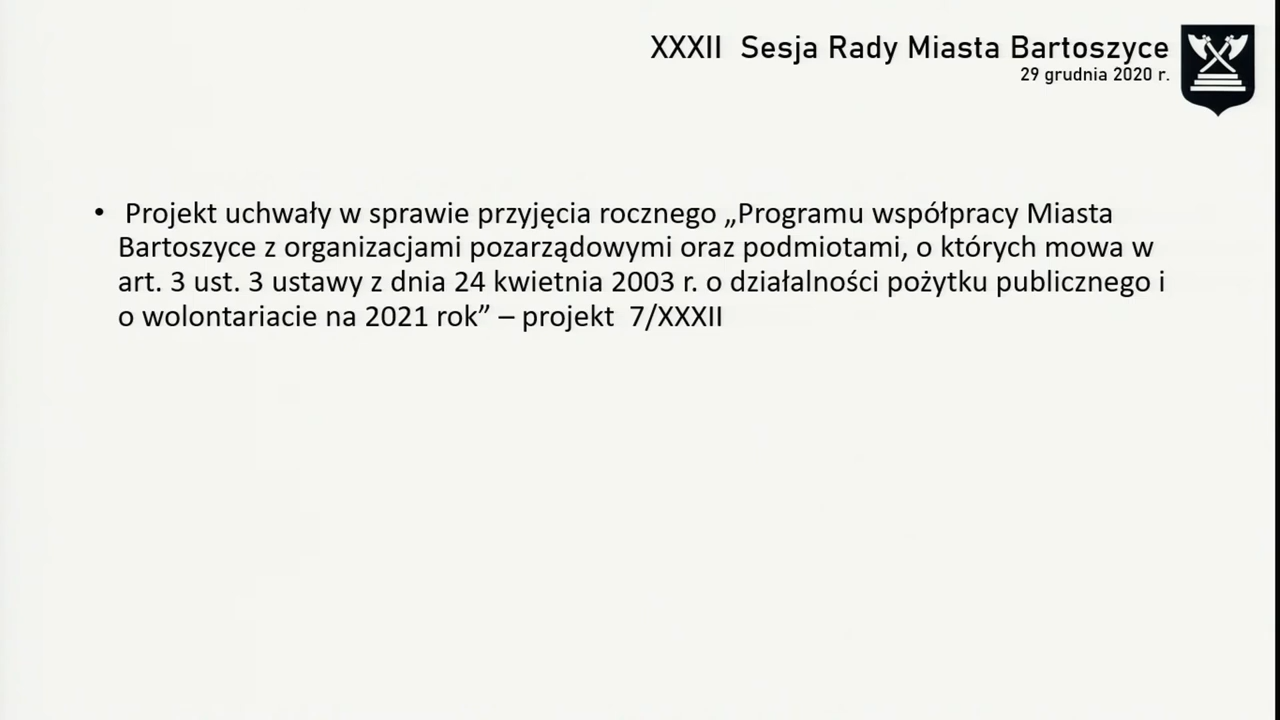 XXXII Sesja Rady Miasta Bartoszyce
29 grudnia 2020 r.
• Projekt uchwały w sprawie przyjęcia rocznego „Programu współpracy Miasta
Bartoszyce z organizacjami pozarządowymi oraz podmiotami, o których mowa w
art. 3 ust. 3 ustawy z dnia 24 kwietnia 2003 r. o działalności pożytku publicznego i
o wolontariacie na 2021 rok” – projekt 7/XXXII